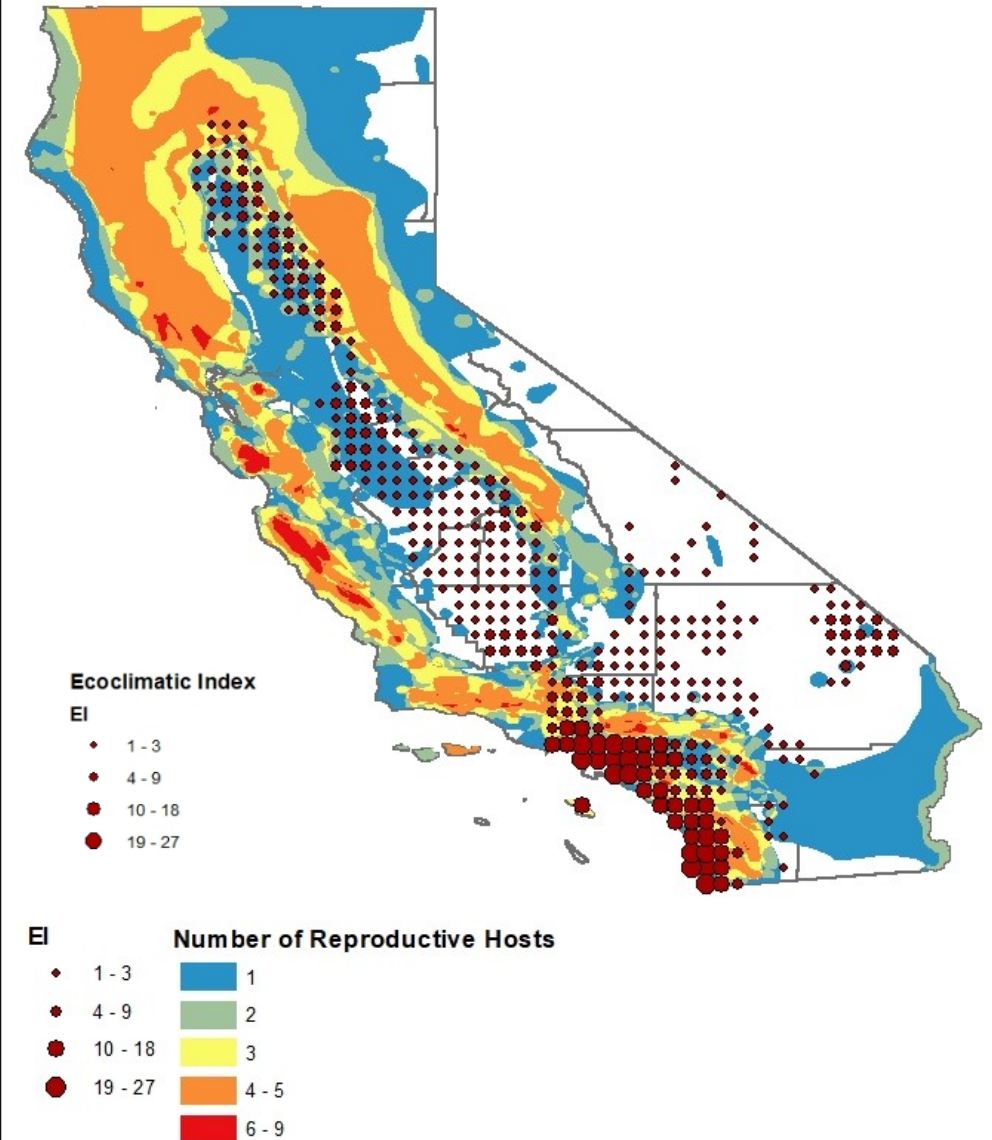 Ecoclimatic Index
EI
1 - 3
4 - 9
10 - 18
19 - 27
EI
1 - 3
4 - 9
10 - 18
19 - 27
Number of Reproductive Hosts
1
2
3
4 - 5
6 - 9